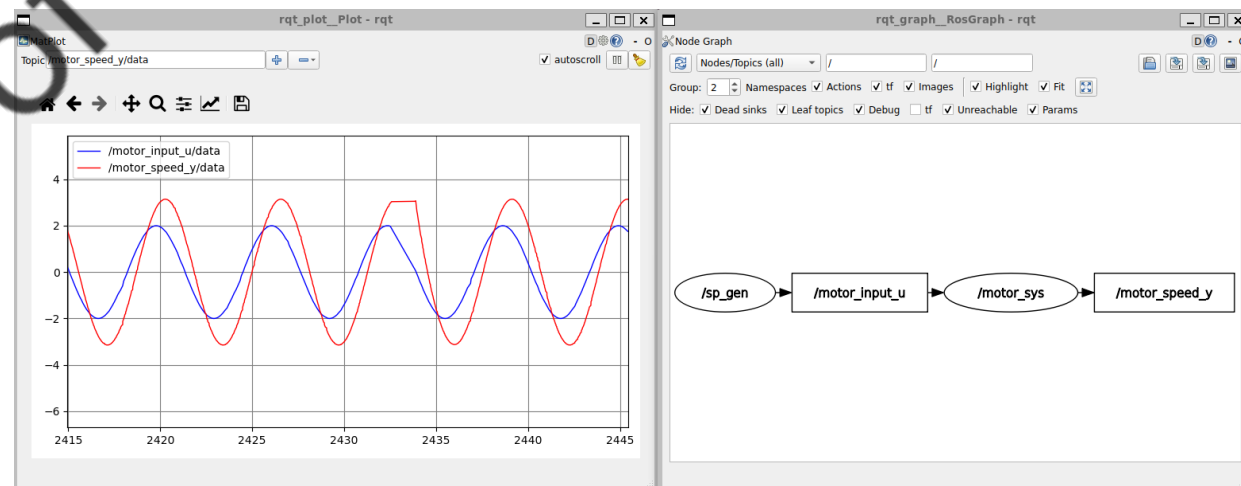 rqt_plot__Plot - rqt
MatPlot
D - O
Topic /motor_speed_y/data
autoscroll
/motor_input_u/data
/motor_speed_y/data
4
2
0
−2
−4
−6
2415 2420 2425 2430 2435 2440 2445
rqt_graph__RosGraph - rqt
Node Graph
D -
Nodes/Topics (all) / /
Group: 2 Namespaces Actions tf Images Highlight Fit
Hide: Dead sinks Leaf topics Debug tf Unreachable Params
/sp_gen /motor_input_u /motor_sys /motor_speed_y